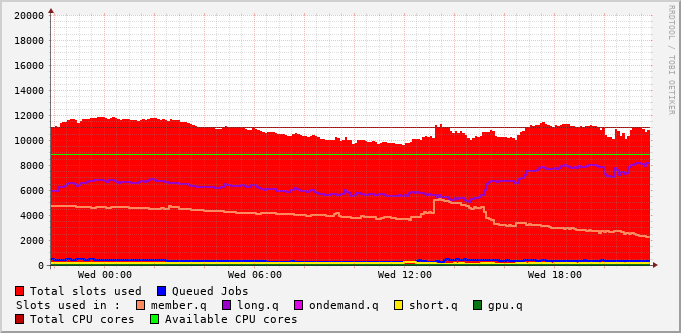 20000
18000
16000
14000
12000
10000
8000
6000
4000
2000
0
Wed 00:00 Wed 06:00 Wed 12:00 Wed 18:00
RRDTOOL / TOBI OETIKER
Total slots used Queued Jobs
Slots used in : member.q long.q ondemand.q short.q gpu.q
Total CPU cores Available CPU cores